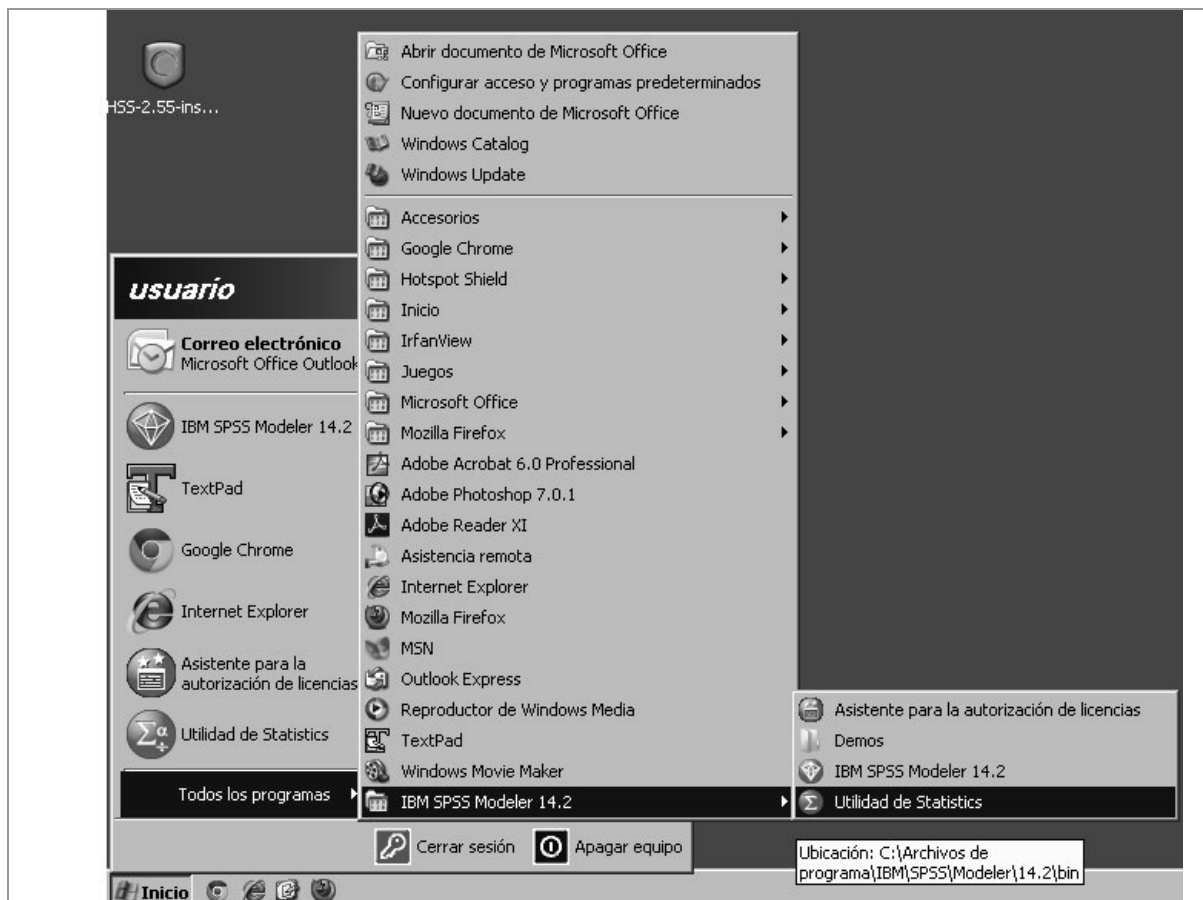 HSS-2.55-ins...
Abrir documento de Microsoft Office
Configurar acceso y programas predeterminados
Nuevo documento de Microsoft Office
Windows Catalog
Windows Update
Accesorios
Google Chrome
Hotspot Shield
Inicio
IrfanView
Juegos
Microsoft Office
Mozilla Firefox
Adobe Acrobat 6.0 Professional
Adobe Photoshop 7.0.1
Adobe Reader XI
Asistencia remota
Internet Explorer
Mozilla Firefox
MSN
Outlook Express
Reproductor de Windows Media
TextPad
Windows Movie Maker
IBM SPSS Modeler 14.2
usuario
Correo electrónico
Microsoft Office Outlook
IBM SPSS Modeler 14.2
TextPad
Google Chrome
Internet Explorer
Asistente para la
autorización de licencias
Utilidad de Statistics
Todos los programas
Asistente para la autorización de licencias
Demos
IBM SPSS Modeler 14.2
Utilidad de Statistics
Cerrar sesión
Apagar equipo
Ubicación: C:\Archivos de
programa\IBM\SPSS\Modeler\14.2\bin
Inicio